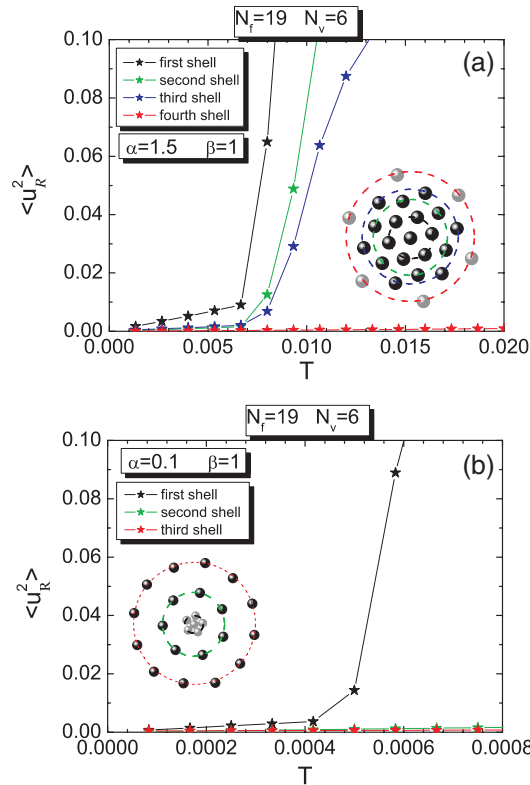 N_f=19 N_v=6
(a)
first shell
second shell
third shell
fourth shell
α=1.5 β=1
<u_R^2>
0.10
0.08
0.06
0.04
0.02
0.00
0.000 0.005 0.010 0.015 0.020
T
N_f=19 N_v=6
(b)
α=0.1 β=1
first shell
second shell
third shell
<u_R^2>
0.10
0.08
0.06
0.04
0.02
0.00
0.0000 0.0002 0.0004 0.0006 0.0008
T